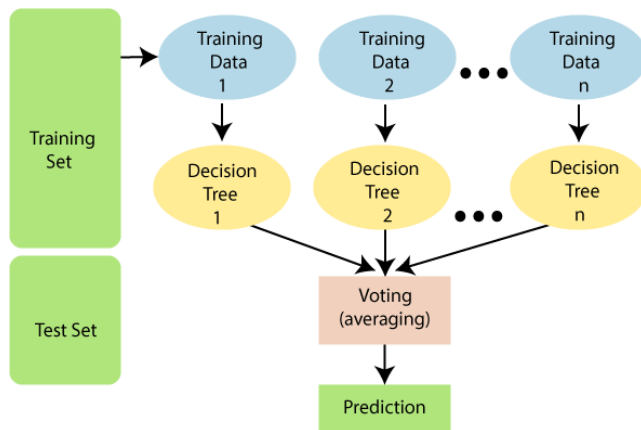 Training
Set
Training
Data
1
Training
Data
2
Training
Data
n
Decision
Tree
1
Decision
Tree
2
Decision
Tree
n
Test Set
Voting
(averaging)
Prediction